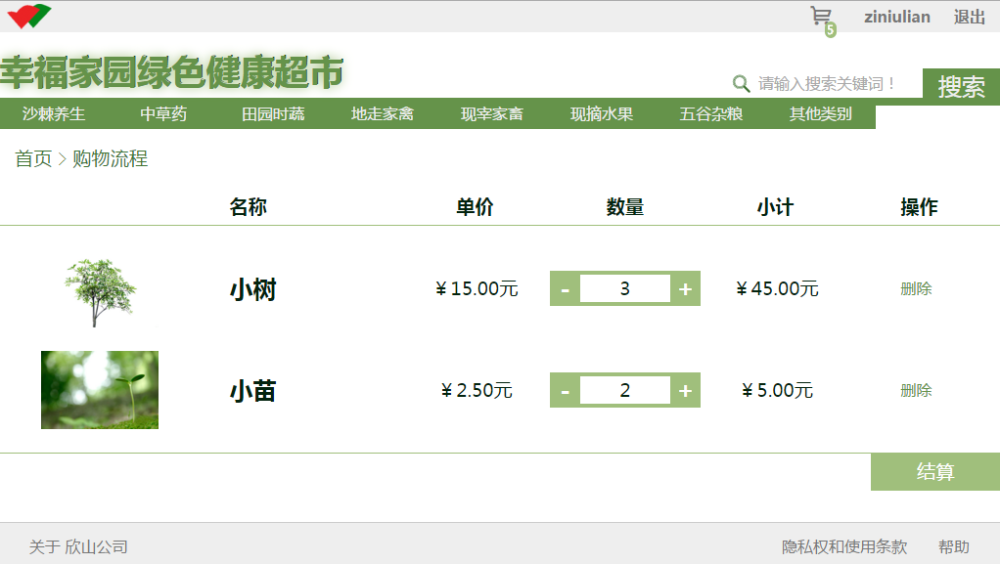 5 ziniulian 退出
幸福家园绿色健康超市
请输入搜索关键词！ 搜索
沙棘养生 中草药 田园时蔬 地走家禽 现宰家畜 现摘水果 五谷杂粮 其他类别
首页 > 购物流程
名称 单价 数量 小计 操作
小树 ¥15.00元 - 3 + ¥45.00元 删除
小苗 ¥2.50元 - 2 + ¥5.00元 删除
结算
关于 欣山公司 隐私权和使用条款 帮助